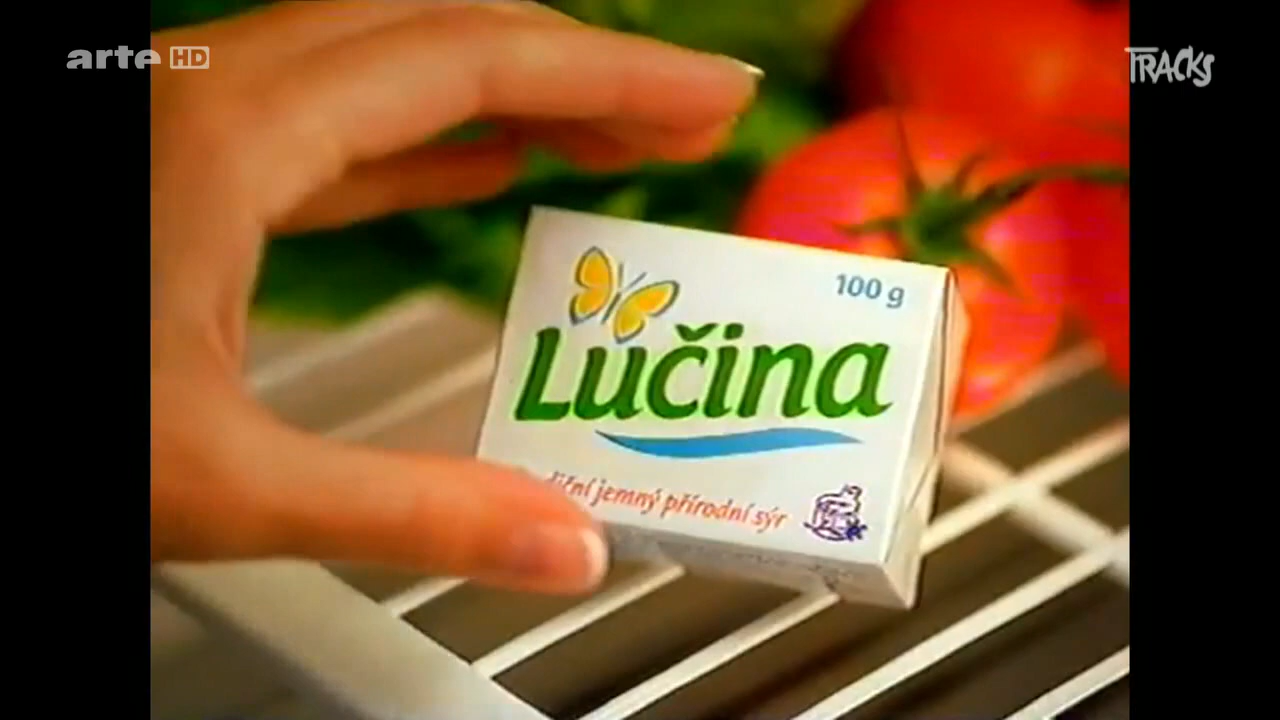 arte HD
TRACKS
100 g
Lučina
jemný přírodní sýr